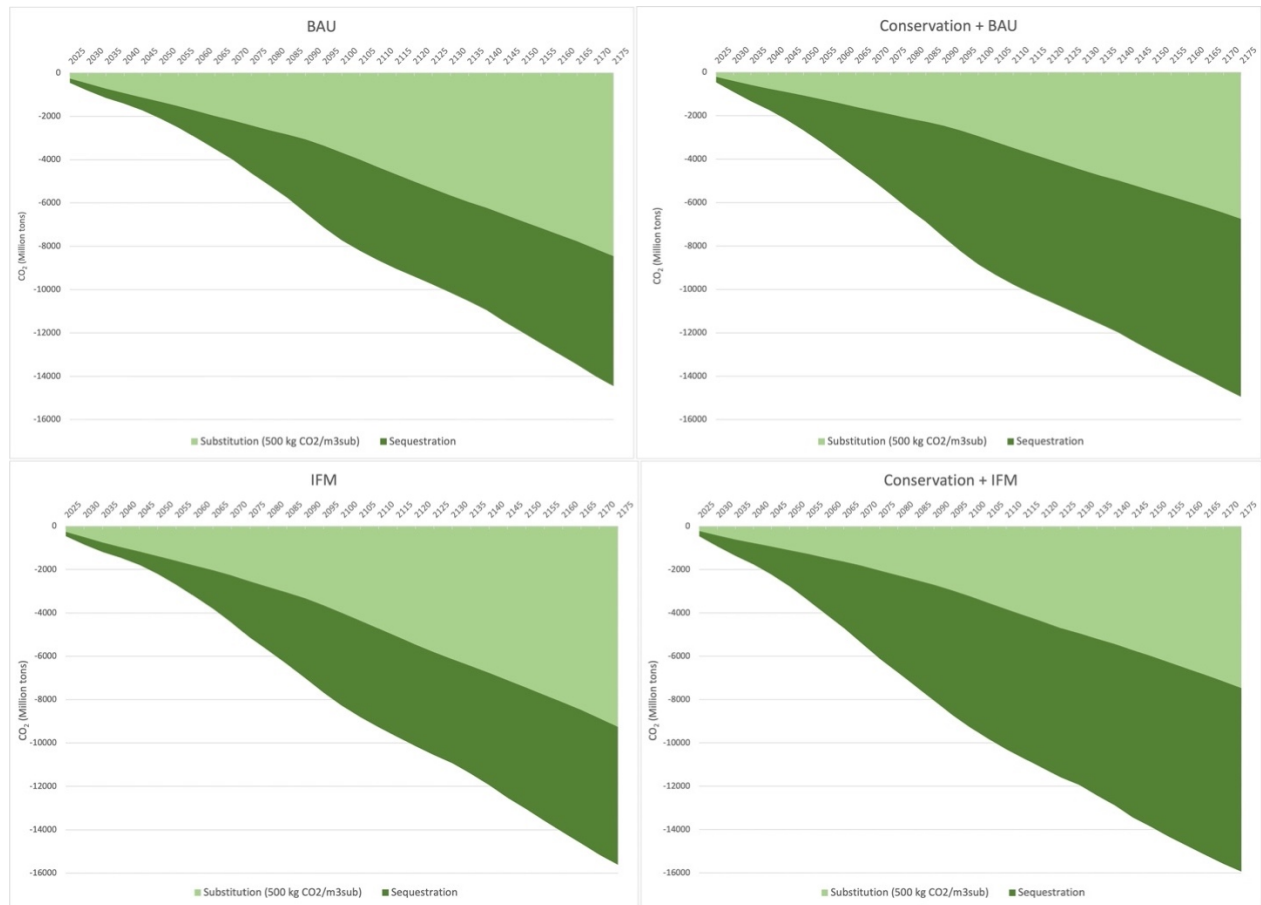 BAU
2025 2030 2035 2040 2045 2050 2055 2060 2065 2070 2075 2080 2085 2090 2095 2100 2105 2110 2115 2120 2125 2130 2135 2140 2145 2150 2155 2160 2165 2170 2175
0
-2000
-4000
-6000
-8000
-10000
-12000
-14000
-16000
CO₂ (Million tons)
Substitution (500 kg CO2/m3sub) Sequestration
Conservation + BAU
2025 2030 2035 2040 2045 2050 2055 2060 2065 2070 2075 2080 2085 2090 2095 2100 2105 2110 2115 2120 2125 2130 2135 2140 2145 2150 2155 2160 2165 2170 2175
0
-2000
-4000
-6000
-8000
-10000
-12000
-14000
-16000
CO₂ (Million tons)
Substitution (500 kg CO2/m3sub) Sequestration
IFM
2025 2030 2035 2040 2045 2050 2055 2060 2065 2070 2075 2080 2085 2090 2095 2100 2105 2110 2115 2120 2125 2130 2135 2140 2145 2150 2155 2160 2165 2170 2175
0
-2000
-4000
-6000
-8000
-10000
-12000
-14000
-16000
CO₂ (Million tons)
Substitution (500 kg CO2/m3sub) Sequestration
Conservation + IFM
2025 2030 2035 2040 2045 2050 2055 2060 2065 2070 2075 2080 2085 2090 2095 2100 2105 2110 2115 2120 2125 2130 2135 2140 2145 2150 2155 2160 2165 2170 2175
0
-2000
-4000
-6000
-8000
-10000
-12000
-14000
-16000
CO₂ (Million tons)
Substitution (500 kg CO2/m3sub) Sequestration